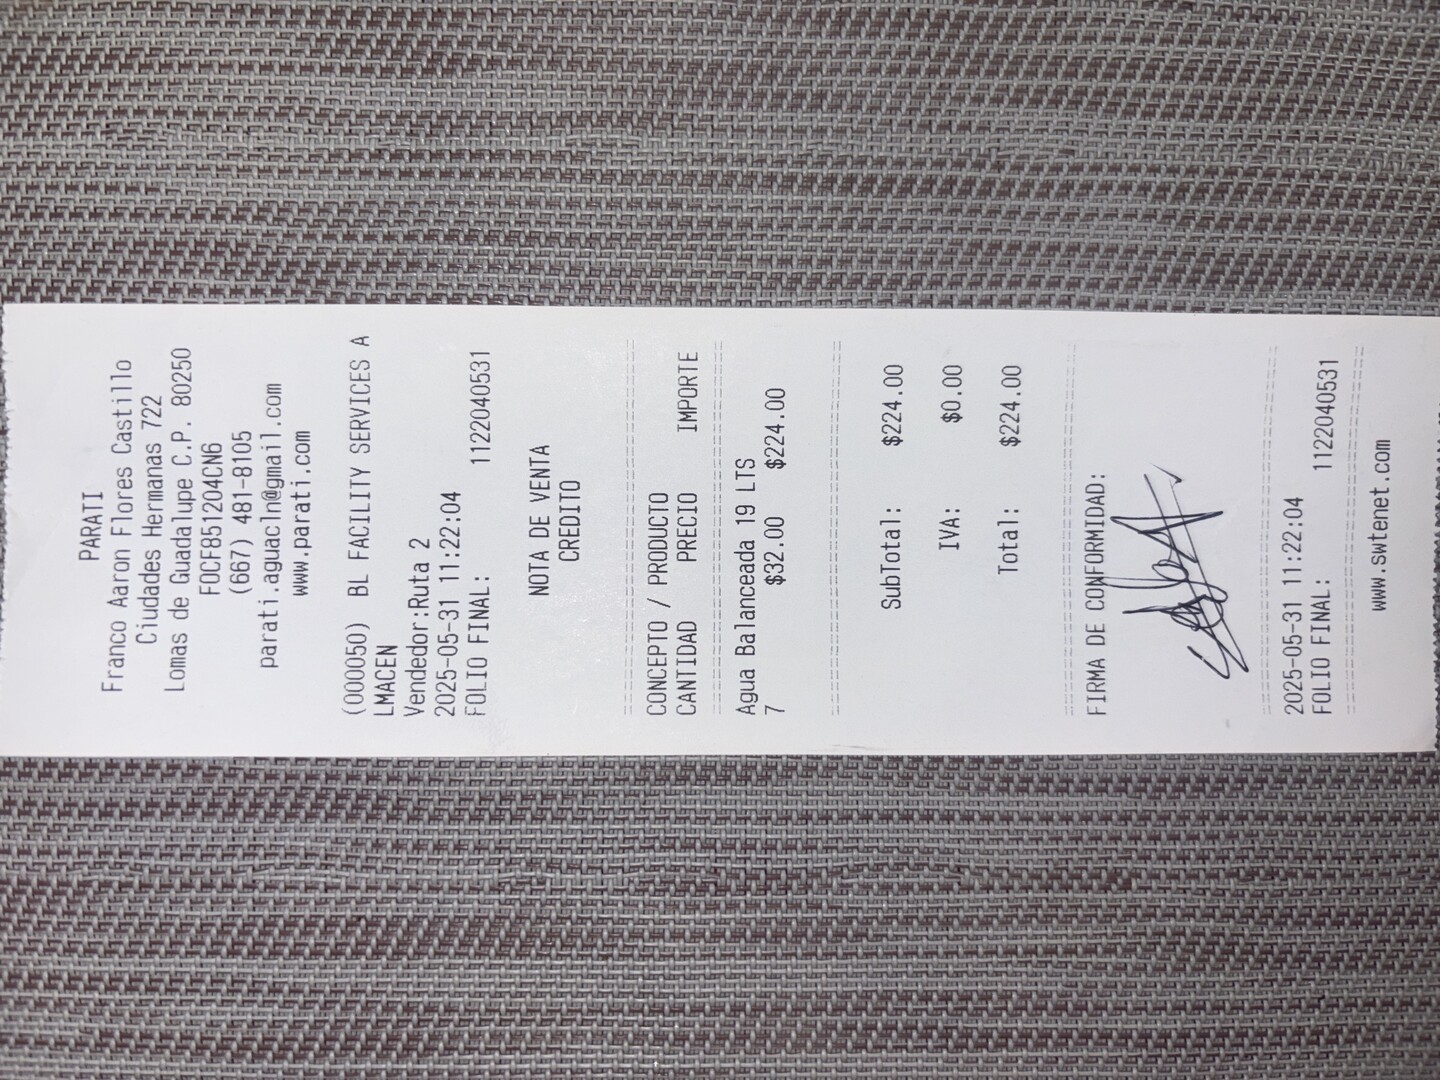 PARATI
Franco Aaron Flores Castillo
Ciudades Hermanas 722
Lomas de Guadalupe C.P. 80250
FOCF851204CN6
(667) 481-8105
parati.aguacln@gmail.com
www.parati.com
(000050) BL FACILITY SERVICES A
LMACEN
Vendedor:Ruta 2
2025-05-31 11:22:04
FOLIO FINAL: 1122040531
NOTA DE VENTA
CREDITO
CONCEPTO / PRODUCTO
CANTIDAD PRECIO IMPORTE
Agua Balanceada 19 LTS
7 $32.00 $224.00
SubTotal: $224.00
IVA: $0.00
Total: $224.00
FIRMA DE CONFORMIDAD:
2025-05-31 11:22:04
FOLIO FINAL: 1122040531
www.swtenet.com